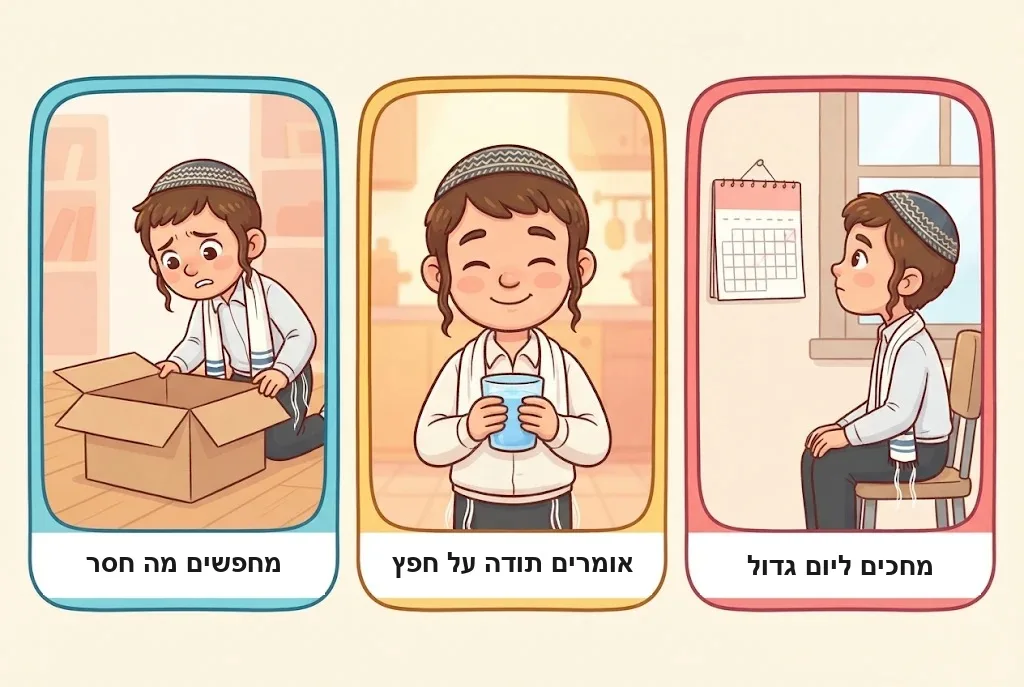 מחכים ליום גדול
אומרים תודה על חפץ
מחפשים מה חסר